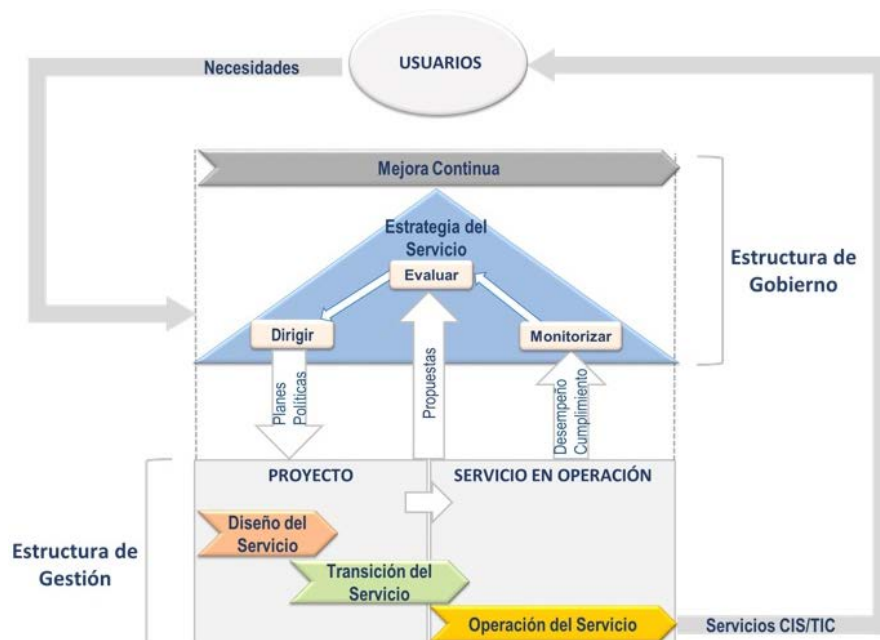 USUARIOS
Necesidades
Mejora Continua
Estrategia del
Servicio
Evaluar
Dirigir
Monitorizar
Estructura de
Gobierno
Planes
Políticas
Propuestas
Desempeño
Cumplimiento
PROYECTO
SERVICIO EN OPERACIÓN
Diseño del
Servicio
Estructura de
Gestión
Transición del
Servicio
Operación del Servicio
Servicios CIS/TIC